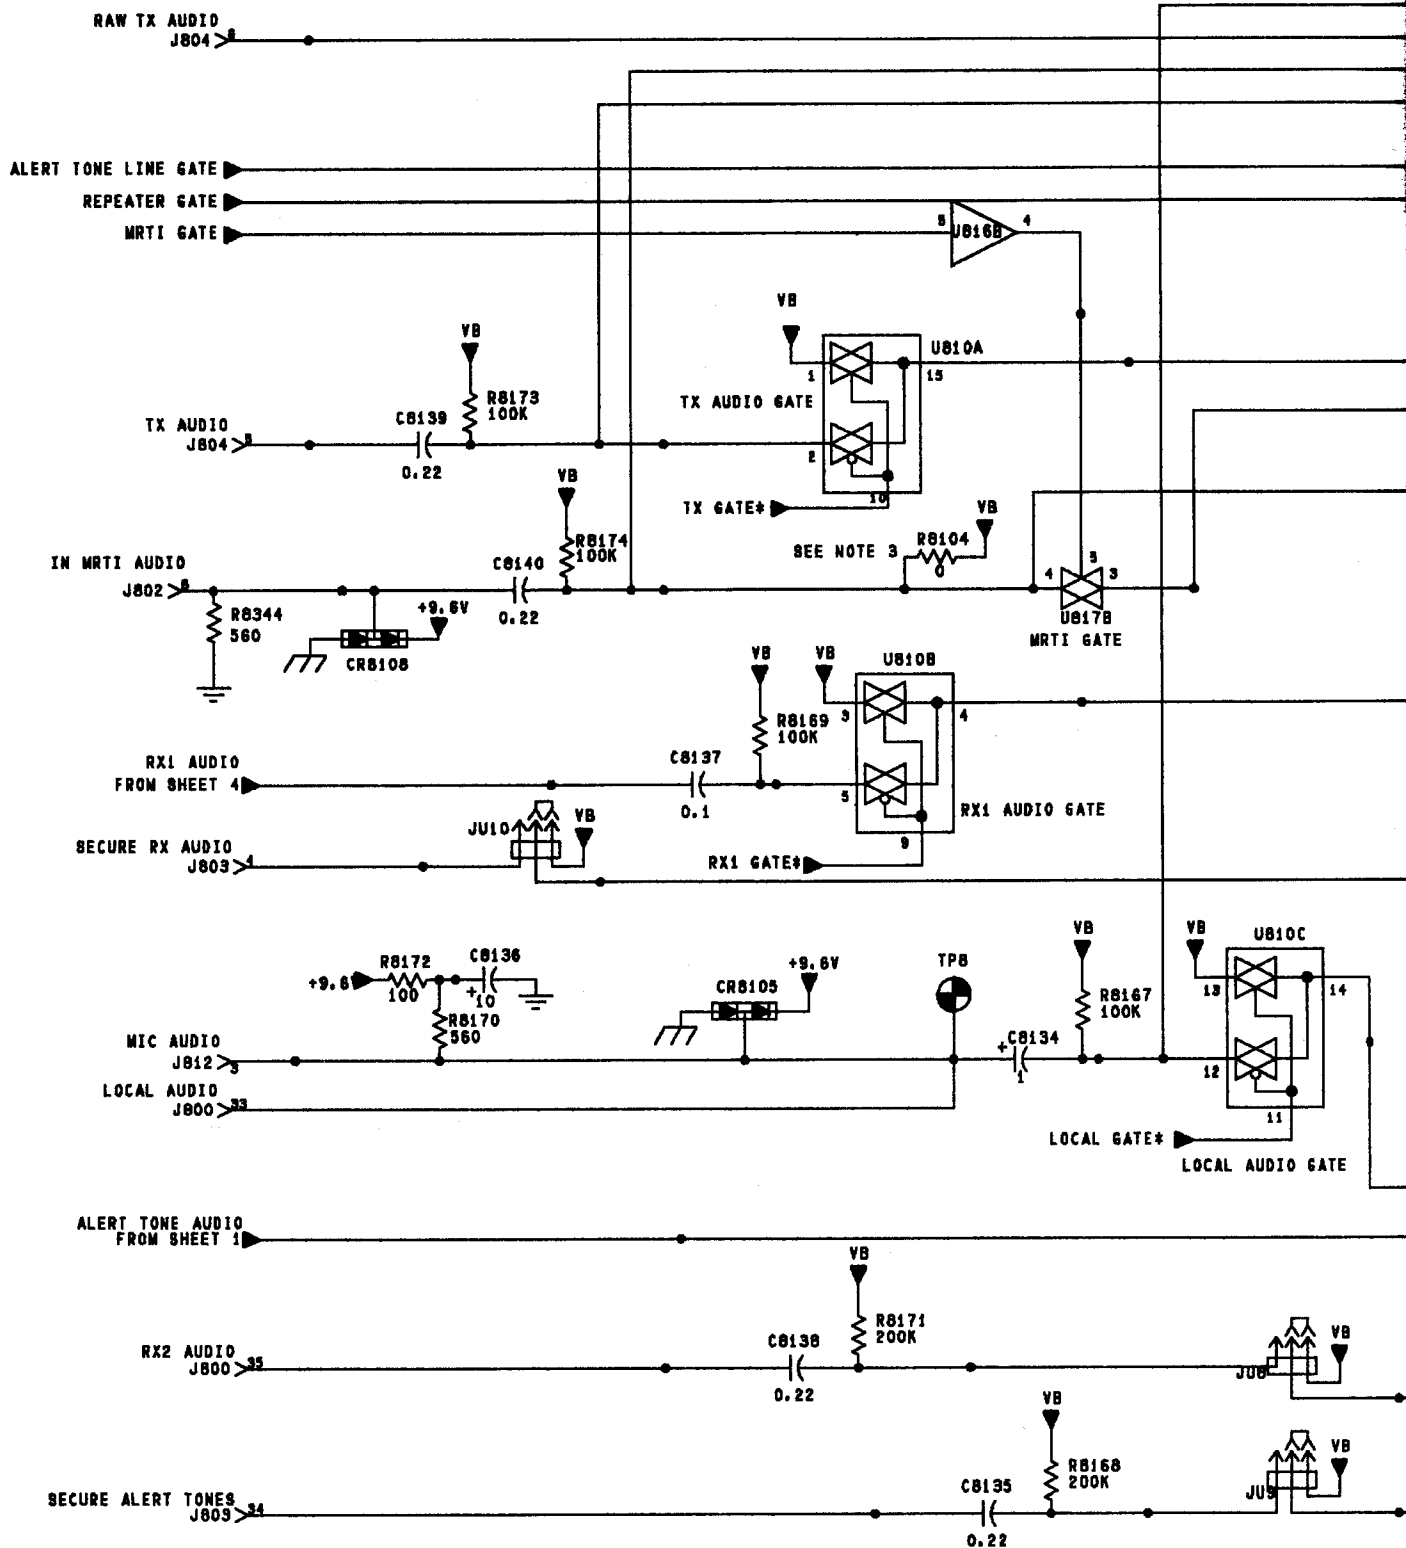 RAW TX AUDIO
J804 6
ALERT TONE LINE GATE
REPEATER GATE
MRTI GATE
5 U816B 4
VB
VB
U810A
1 15
R8173
100K
TX AUDIO GATE
C8139
TX AUDIO
J804 5
0.22
2
VB
10
TX GATE*
VB
R8174
100K
SEE NOTE 3
R8104
0
C8140
IN MRTI AUDIO
J802 6
0.22
5
4 3
U817B
MRTI GATE
R8344
560
+9.6V
CR8108
VB
VB
U810B
3 4
R8169
100K
C8137
RX1 AUDIO
FROM SHEET 4
0.1
5
RX1 AUDIO GATE
9
RX1 GATE*
JU10
VB
SECURE RX AUDIO
J803 4
VB
VB
U810C
13 14
R8172
C8136
+9.6
100
+10
R8170
560
+9.6V
CR8105
TP8
R8167
100K
+ C8134
1
MIC AUDIO
J812 3
12
LOCAL AUDIO
J800 33
11
LOCAL GATE*
LOCAL AUDIO GATE
ALERT TONE AUDIO
FROM SHEET 1
VB
R8171
200K
C8138
RX2 AUDIO
J800 35
0.22
VB
JU8
VB
R8168
200K
C8135
SECURE ALERT TONES
J803 34
0.22
VB
JU9